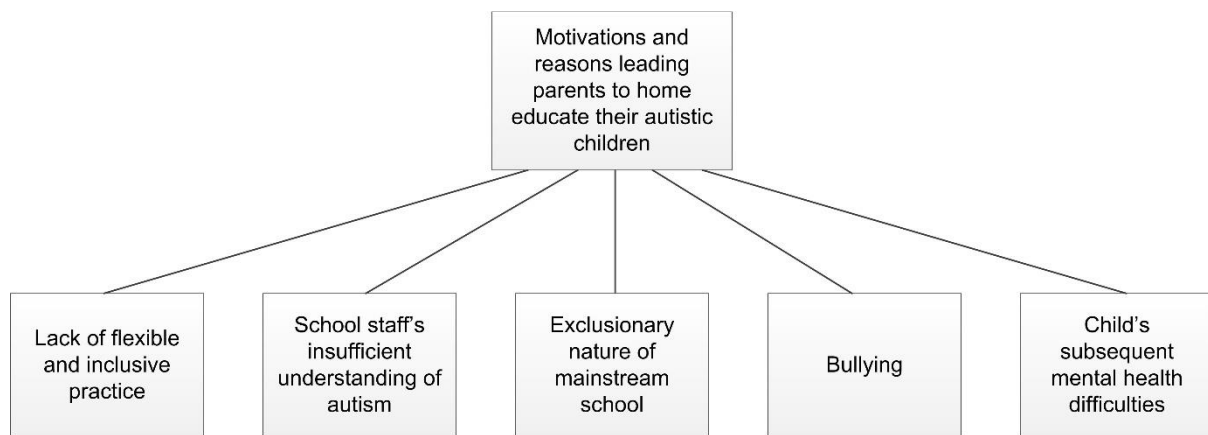 Motivations and
reasons leading
parents to home
educate their autistic
children
Lack of flexible
and inclusive
practice
School staff's
insufficient
understanding of
autism
Exclusionary
nature of
mainstream
school
Bullying
Child's
subsequent
mental health
difficulties